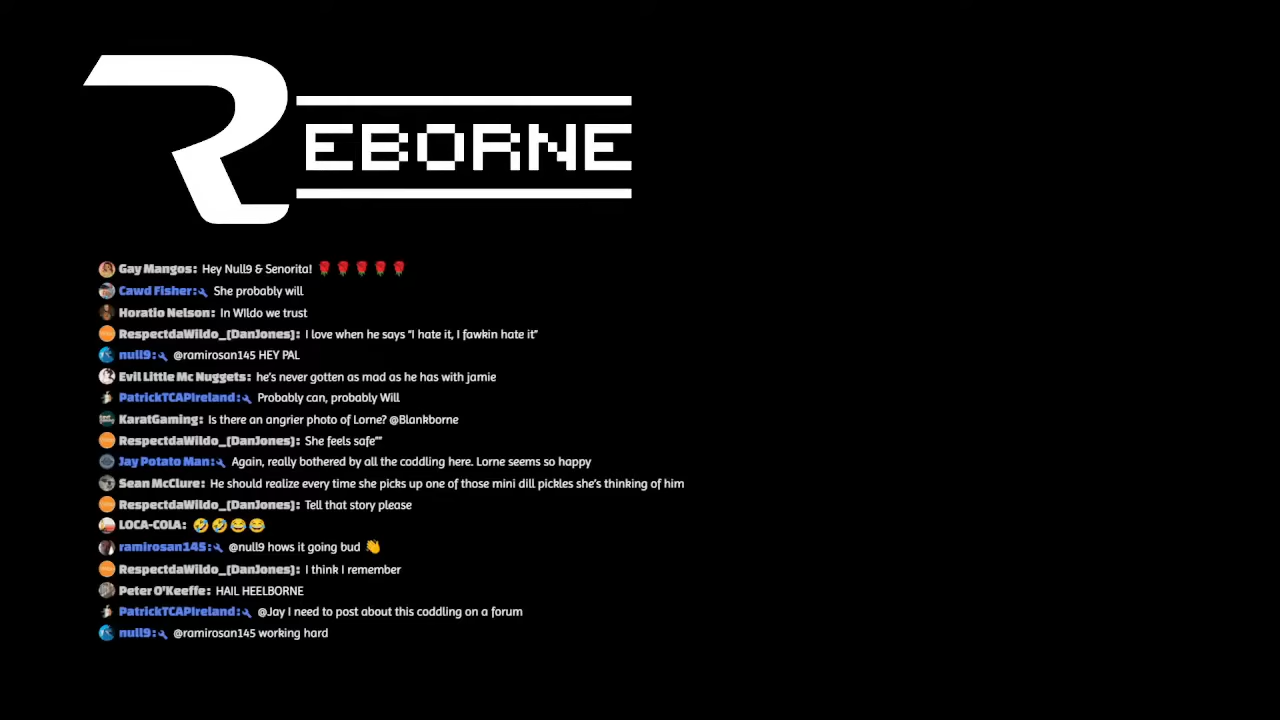 REBORNE
Gay Mangos: Hey Null9 & Senorita! 🌹🌹🌹🌹🌹
Cawd Fisher: She probably will
Horatio Nelson: In WIldo we trust
RespectdaWildo_(DanJones): I love when he says "I hate it, I fawkin hate it"
null9: @ramirosan145 HEY PAL
Evil Little Mc Nuggets: he's never gotten as mad as he has with jamie
PatrickTCAPIreland: Probably can, probably Will
KaratGaming: Is there an angrier photo of Lorne? @Blankborne
RespectdaWildo_(DanJones): She feels safe""
Jay Potato Man: Again, really bothered by all the coddling here. Lorne seems so happy
Sean McClure: He should realize every time she picks up one of those mini dill pickles she's thinking of him
RespectdaWildo_(DanJones): Tell that story please
LOCA-COLA: 🤣🤣😂😂
ramirosan145: @null9 hows it going bud 👋
RespectdaWildo_(DanJones): I think I remember
Peter O'Keeffe: HAIL HEELBORNE
PatrickTCAPIreland: @Jay I need to post about this coddling on a forum
null9: @ramirosan145 working hard